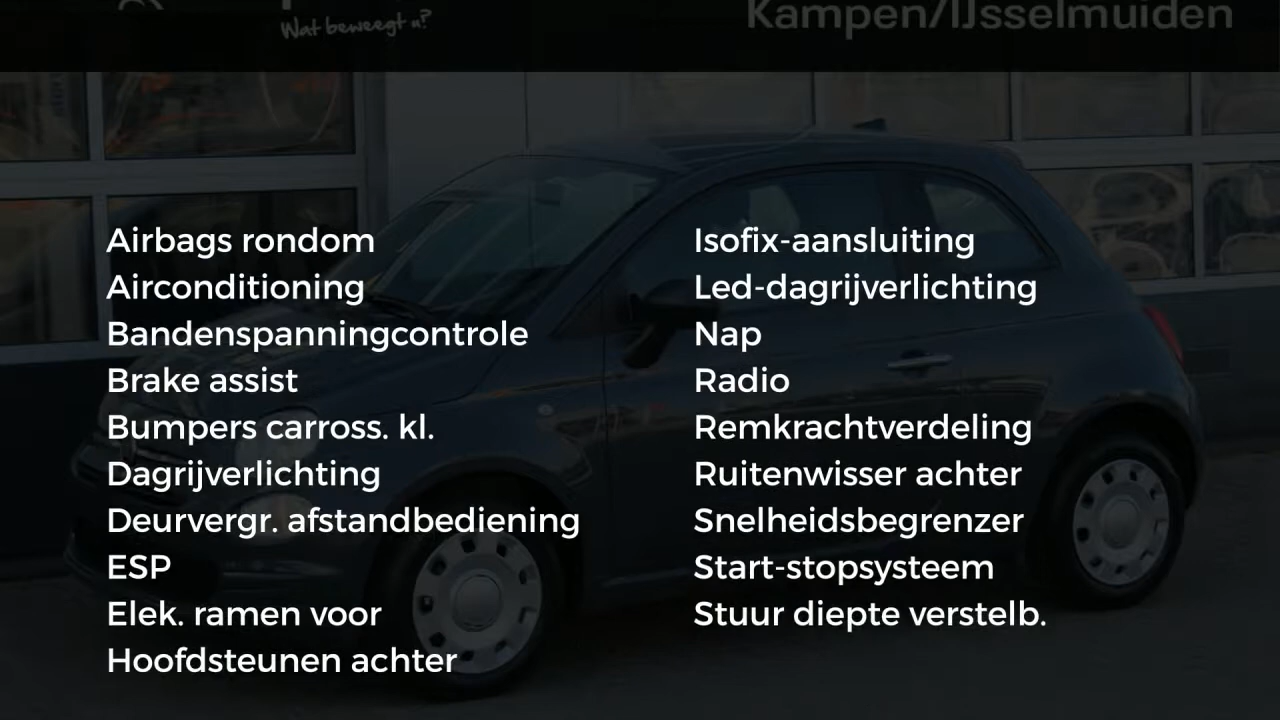 Wat beweegt u?
Kampen/IJsselmuiden
Airbags rondom
Airconditioning
Bandenspanningcontrole
Brake assist
Bumpers carross. kl.
Dagrijverlichting
Deurvergr. afstandbediening
ESP
Elek. ramen voor
Hoofdsteunen achter
Isofix-aansluiting
Led-dagrijverlichting
Nap
Radio
Remkrachtverdeling
Ruitenwisser achter
Snelheidsbegrenzer
Start-stopsysteem
Stuur diepte verstelb.